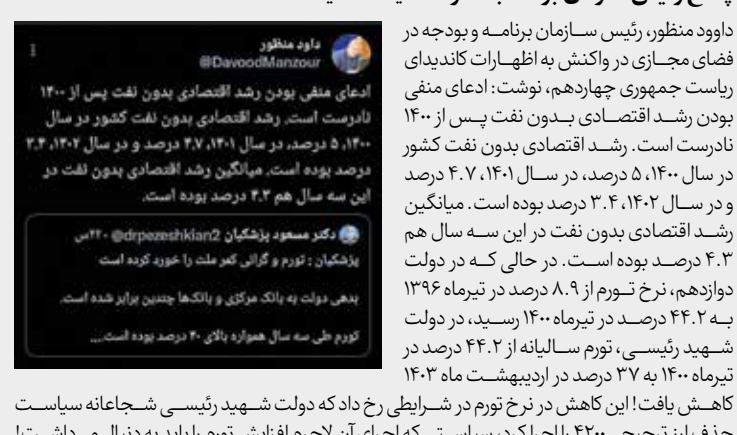 داوود منظور، رئیس سازمان برنامه و بودجه در
فضای مجازی در واکنش به اظهارات کاندیدای
ریاست جمهوری چهاردهم، نوشت: ادعای منفی
بودن رشد اقتصادی بدون نفت پس از ۱۴۰۰
نادرست است. رشد اقتصادی بدون نفت کشور
در سال ۱۴۰۰، ۵ درصد، در سال ۱۴۰۱، ۴.۷ درصد
و در سال ۱۴۰۲، ۳.۴ درصد بوده است. میانگین
رشد اقتصادی بدون نفت در این سه سال هم
۴.۳ درصد بوده است. در حالی که در دولت
دوازدهم، نرخ تورم از ۸.۹ درصد در تیرماه ۱۳۹۶
به ۴۴.۲ درصد در تیرماه ۱۴۰۰ رسید، در دولت
شهید رئیسی، تورم سالیانه از ۴۴.۲ درصد در
تیرماه ۱۴۰۰ به ۳۷ درصد در اردیبهشت ماه ۱۴۰۳
کاهش یافت! این کاهش در نرخ تورم در شرایطی رخ داد که دولت شهید رئیسی شجاعانه سیاست
داود منظور
@DavoodManzour
ادعای منفی بودن رشد اقتصادی بدون نفت پس از ۱۴۰۰
نادرست است. رشد اقتصادی بدون نفت کشور در سال
۱۴۰۰، ۵ درصد، در سال ۱۴۰۱، ۴.۷ درصد و در سال ۱۴۰۲، ۳.۴
درصد بوده است. میانگین رشد اقتصادی بدون نفت در
این سه سال هم ۴.۳ درصد بوده است.
دکتر مسعود پزشکیان @drpezeshkian2
پزشکیان : تورم و گرانی کمر ملت را خورد کرده است
بدهی دولت به بانک مرکزی و بانک‌ها چندین برابر شده است.
تورم طی سه سال همواره بالای ۴۰ درصد بوده است....